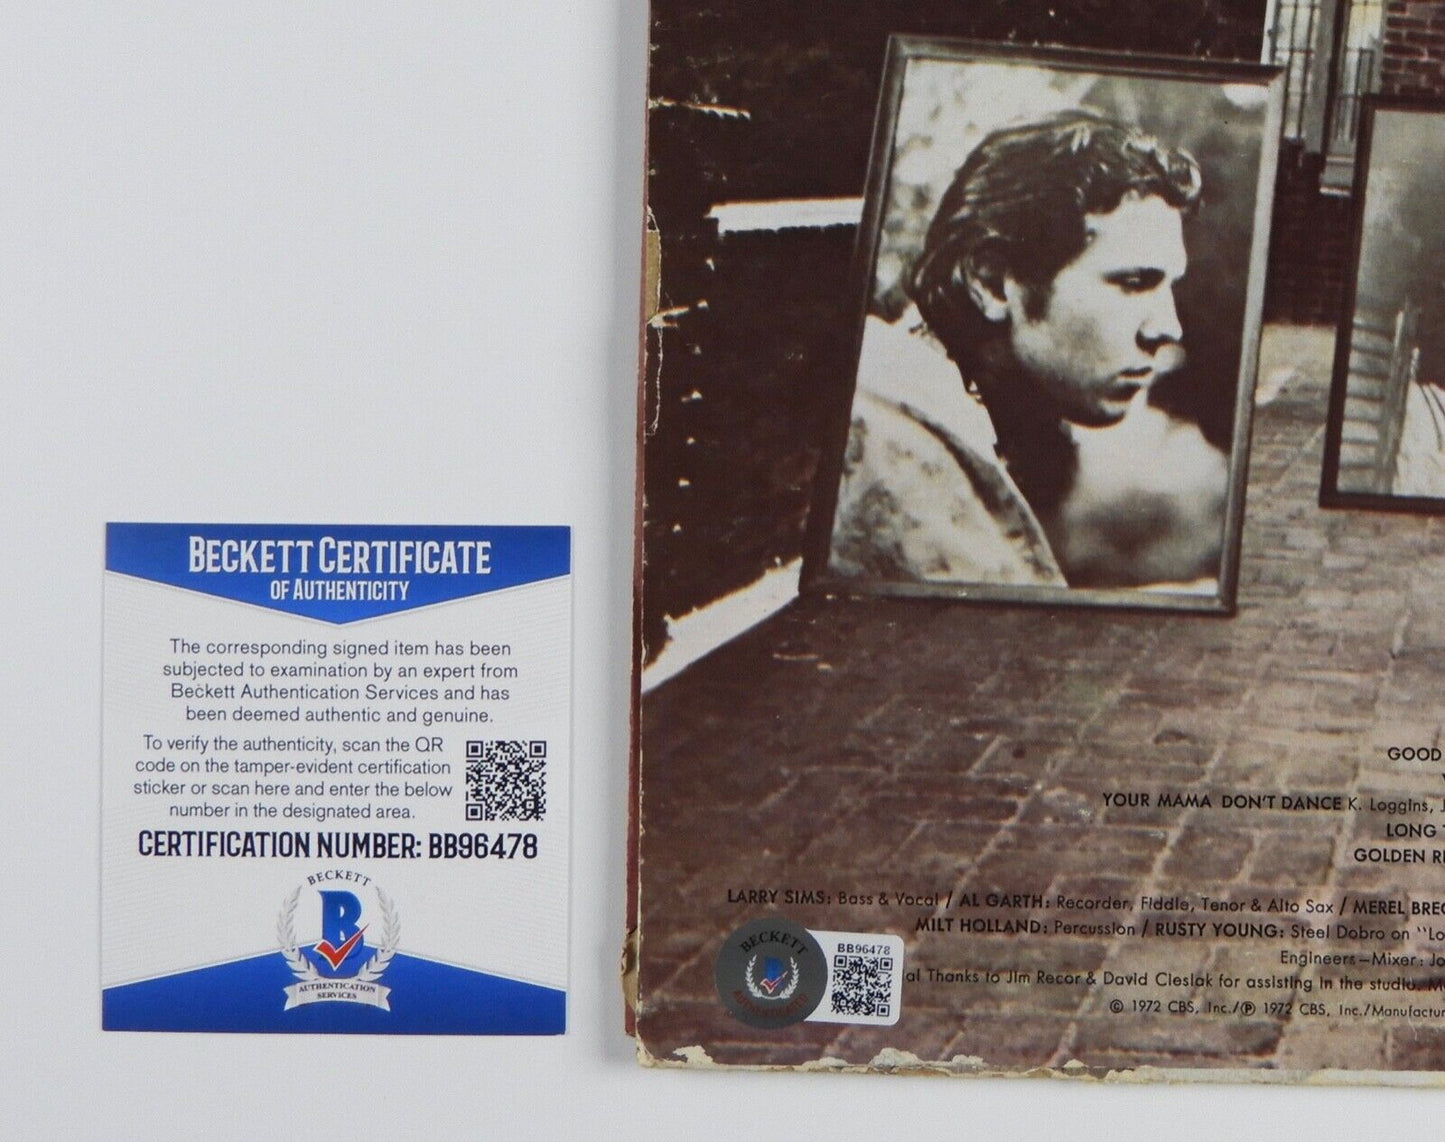 BECKETT CERTIFICATE
OF AUTHENTICITY
The corresponding signed item has been
subjected to examination by an expert from
Beckett Authentication Services and has
been deemed authentic and genuine.
To verify the authenticity, scan the QR
code on the tamper-evident certification
sticker or scan here and enter the below
number in the designated area.
CERTIFICATION NUMBER: BB96478
BECKETT
B
AUTHENTICATION
SERVICES
GOOD
YOUR MAMA DON'T DANCE K. Loggins, J
LONG
GOLDEN
LARRY SIMS: Bass & Vocal / AL GARTH: Recorder, Fiddle, Tenor & Alto Sax / MEREL
MILT HOLLAND: Percussion / RUSTY YOUNG: Steel Dobro on "Lo
Engineers—Mixer: Jo
al Thanks to Jim Recor & David Cieslak for assisting in the studio.
© 1972 CBS, Inc./℗ 1972 CBS, Inc./Manufactur
BECKETT
B
AUTHENTICATED
BB96478